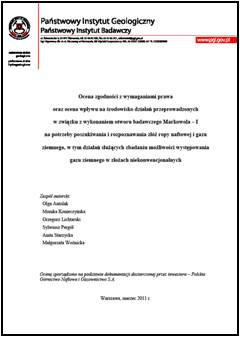 Państwowy Instytut Geologiczny
Państwowy Instytut Badawczy
www.pgi.gov.pl
Ocena zgodności z wymaganiami prawa
oraz ocena wpływu na środowisko działań przeprowadzonych
w związku z wykonaniem otworu badawczego Markowola – 1
na potrzeby poszukiwania i rozpoznawania złóż ropy naftowej i gazu
ziemnego, w tym działań służących zbadaniu możliwości występowania
gazu ziemnego w złożach niekonwencjonalnych
Zespół autorski:
Olga Antolak
Monika Konieczyńska
Grzegorz Lichtarski
Sylwiusz Pergół
Anita Starzycka
Małgorzata Woźnicka
Ocenę sporządzono na podstawie dokumentacji dostarczonej przez inwestora – Polskie
Górnictwo Naftowe i Gazownictwo S.A.
Warszawa, marzec 2011 r.